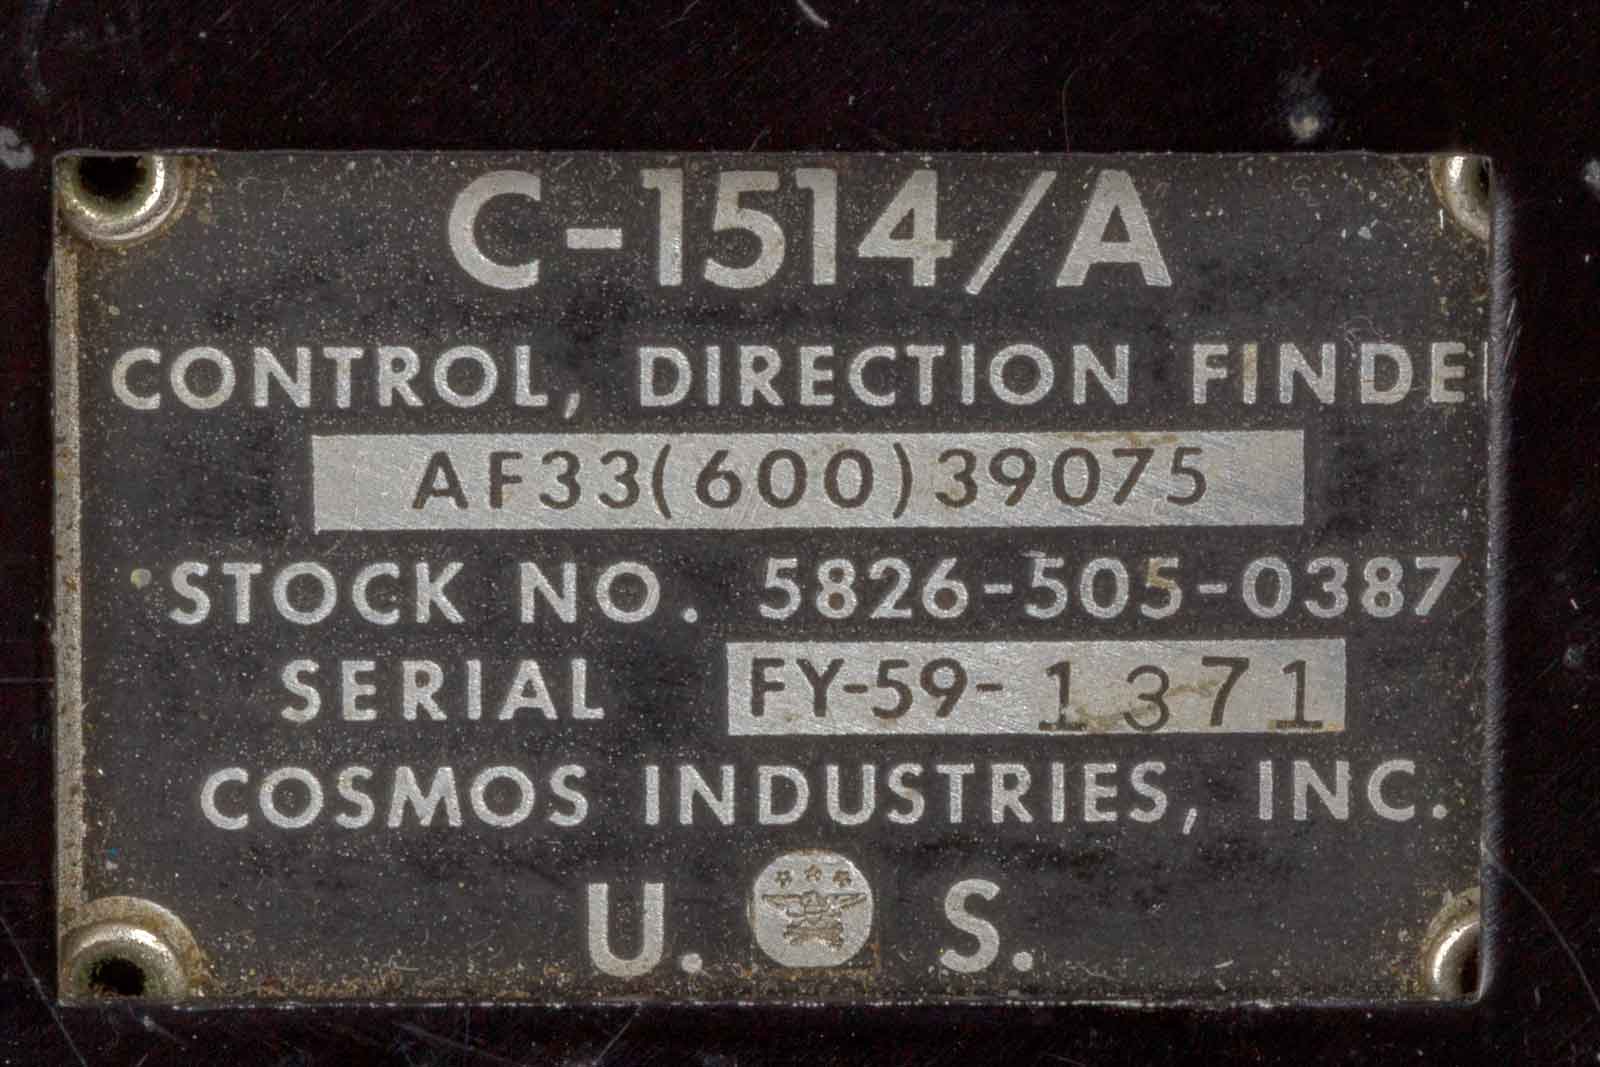 C-1514/A
CONTROL, DIRECTION FINDE
AF33(600)39075
STOCK NO. 5826-505-0387
SERIAL FY-59-1371
COSMOS INDUSTRIES, INC.
U. S.